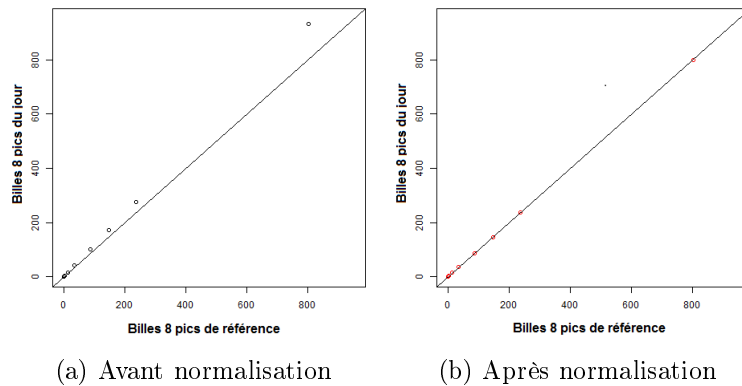 800
600
400
200
0
Billes 8 pics du jour
0 200 400 600 800
Billes 8 pics de référence
(a) Avant normalisation
800
600
400
200
0
Billes 8 pics du jour
0 200 400 600 800
Billes 8 pics de référence
(b) Après normalisation